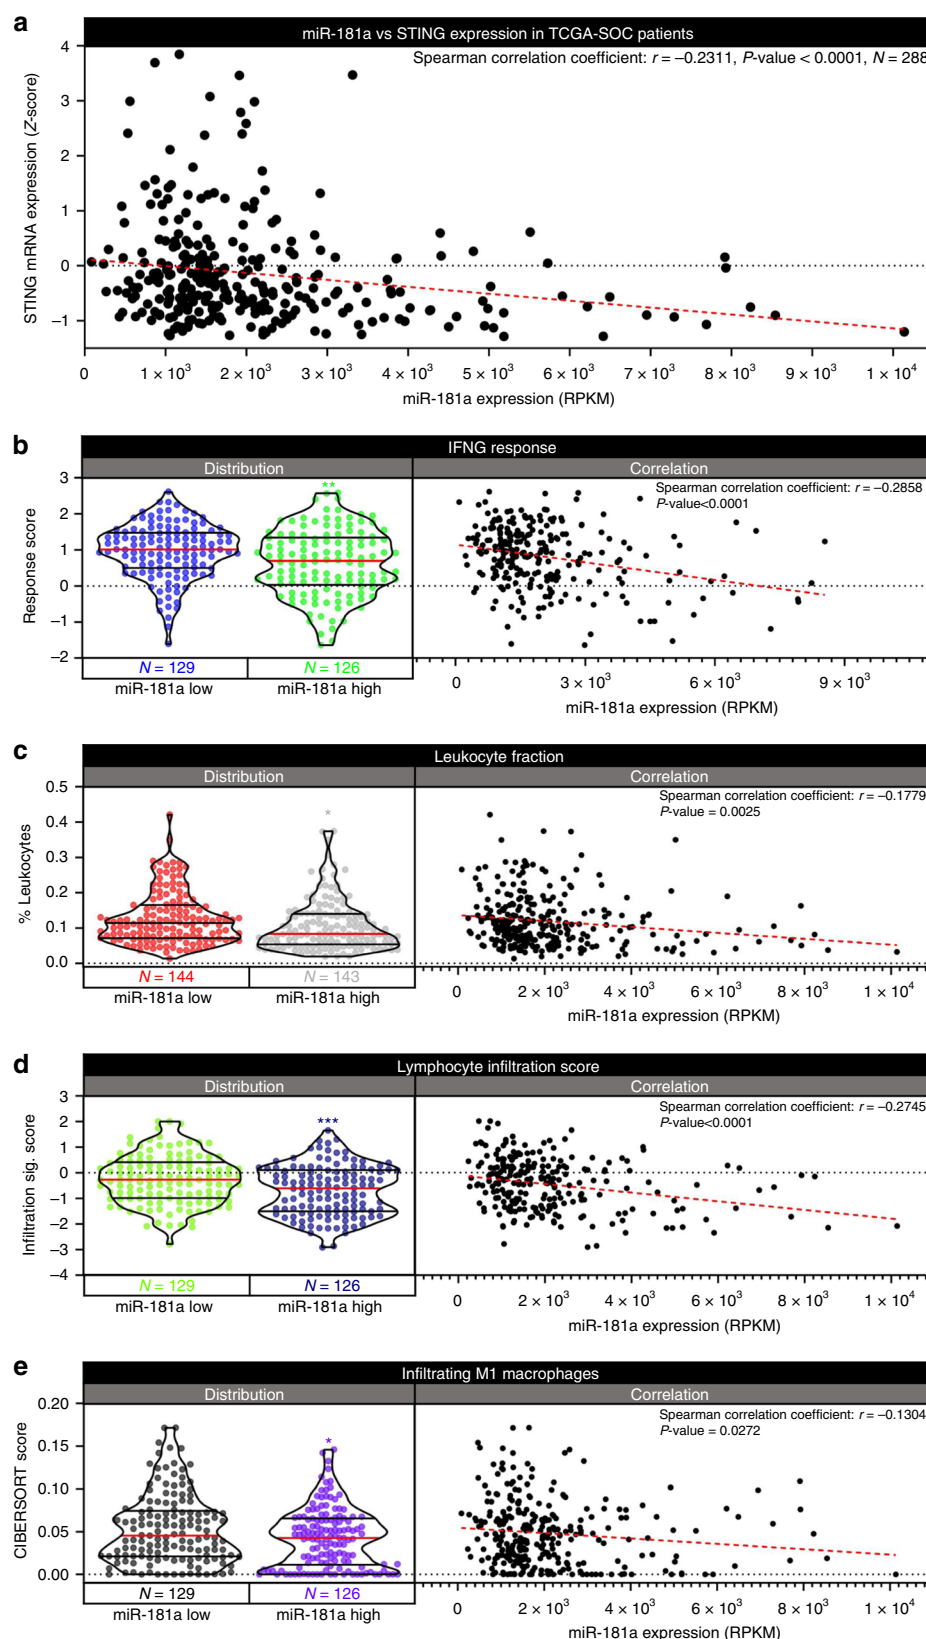 a
miR-181a vs STING expression in TCGA-SOC patients
Spearman correlation coefficient: r = –0.2311, P-value < 0.0001, N = 288
STING mRNA expression (Z-score)
4
3
2
1
0
–1
0 1 × 10³ 2 × 10³ 3 × 10³ 4 × 10³ 5 × 10³ 6 × 10³ 7 × 10³ 8 × 10³ 9 × 10³ 1 × 10⁴
miR-181a expression (RPKM)
b
IFNG response
Distribution Correlation
Spearman correlation coefficient: r = –0.2858
P-value<0.0001
**
Response score
3
2
1
0
–1
–2
N = 129 N = 126
miR-181a low miR-181a high
0 3 × 10³ 6 × 10³ 9 × 10³
miR-181a expression (RPKM)
c
Leukocyte fraction
Distribution Correlation
Spearman correlation coefficient: r = –0.1779
P-value = 0.0025
*
% Leukocytes
0.5
0.4
0.3
0.2
0.1
0.0
N = 144 N = 143
miR-181a low miR-181a high
0 2 × 10³ 4 × 10³ 6 × 10³ 8 × 10³ 1 × 10⁴
miR-181a expression (RPKM)
d
Lymphocyte infiltration score
Distribution Correlation
Spearman correlation coefficient: r = –0.2745
P-value<0.0001
***
Infiltration sig. score
3
2
1
0
–1
–2
–3
–4
N = 129 N = 126
miR-181a low miR-181a high
0 2 × 10³ 4 × 10³ 6 × 10³ 8 × 10³ 1 × 10⁴
miR-181a expression (RPKM)
e
Infiltrating M1 macrophages
Distribution Correlation
Spearman correlation coefficient: r = –0.1304
P-value = 0.0272
*
CIBERSORT score
0.20
0.15
0.10
0.05
0.00
N = 129 N = 126
miR-181a low miR-181a high
0 2 × 10³ 4 × 10³ 6 × 10³ 8 × 10³ 1 × 10⁴
miR-181a expression (RPKM)